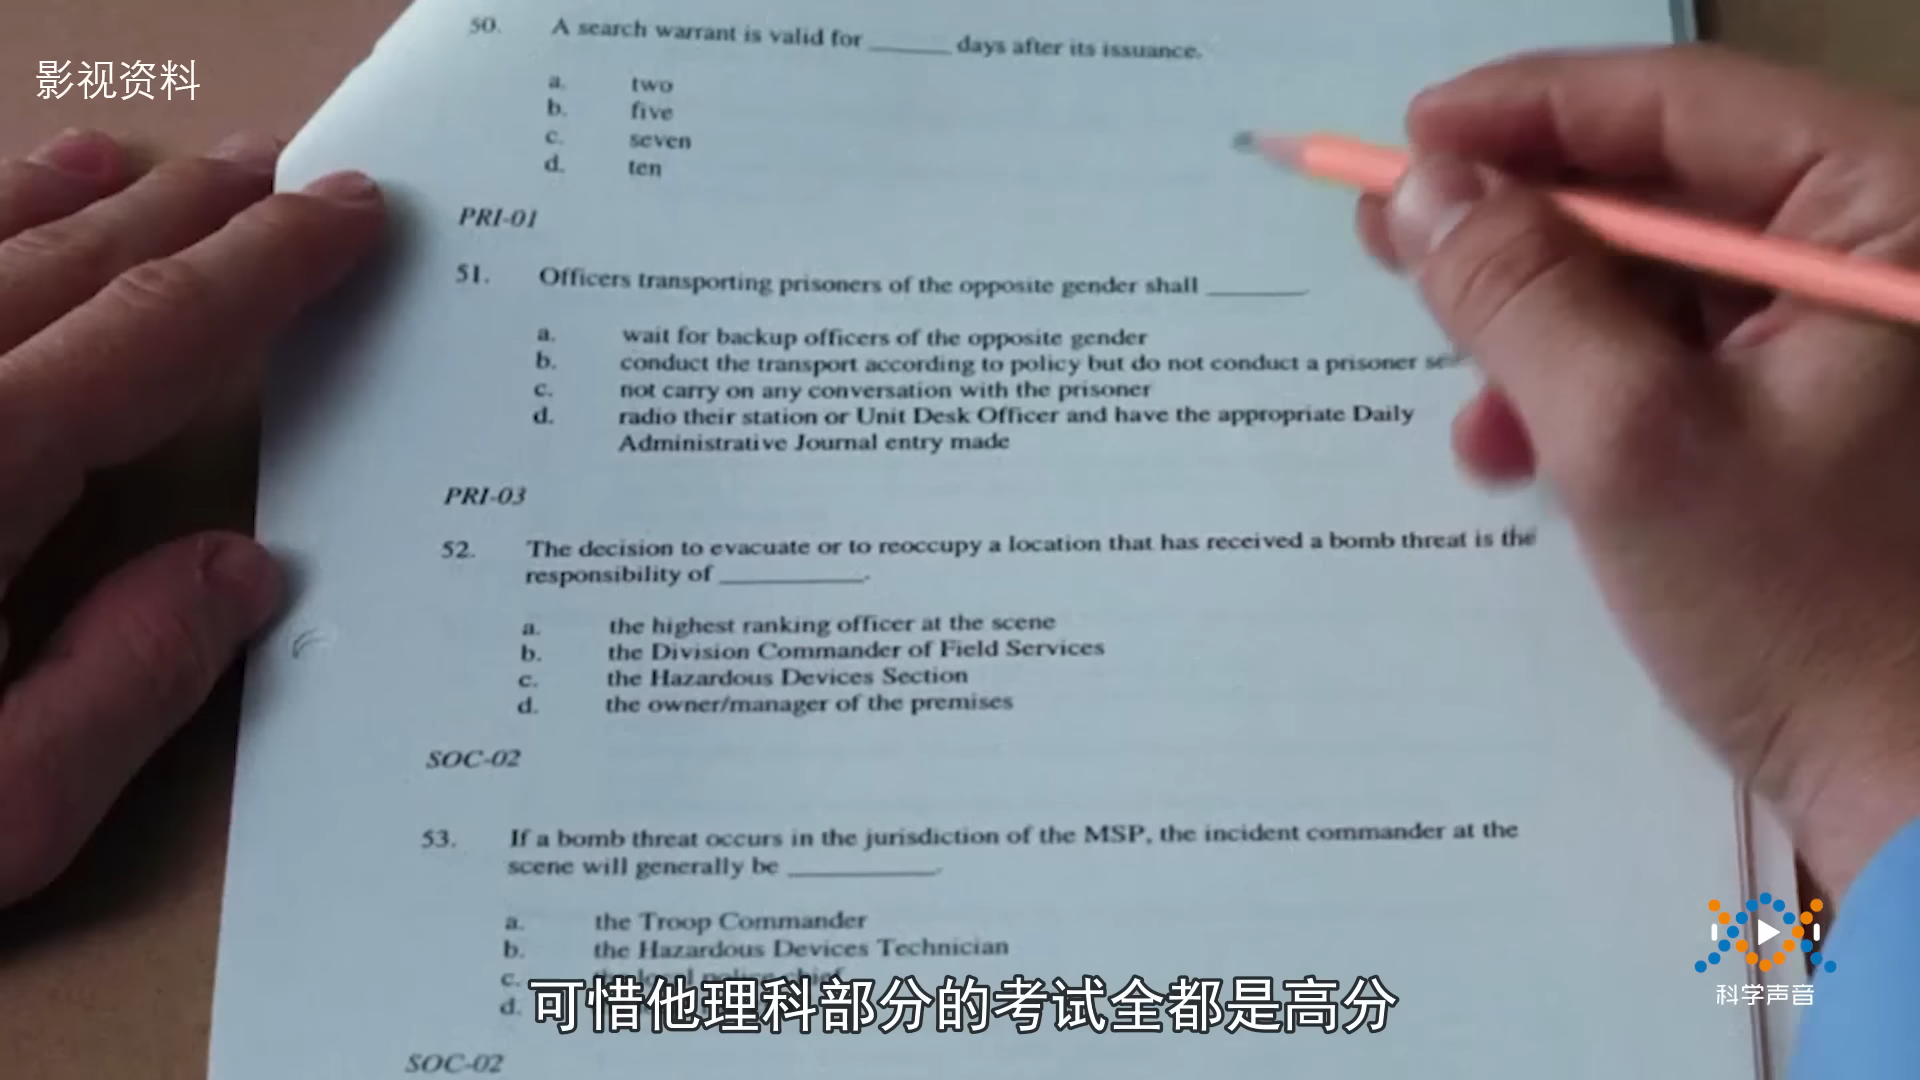 影视资料
50. A search warrant is valid for ______ days after its issuance.
a. two
b. five
c. seven
d. ten
PRI-01
51. Officers transporting prisoners of the opposite gender shall ________
a. wait for backup officers of the opposite gender
b. conduct the transport according to policy but do not conduct a prisoner
c. not carry on any conversation with the prisoner
d. radio their station or Unit Desk Officer and have the appropriate Daily
Administrative Journal entry made
PRI-03
52. The decision to evacuate or to reoccupy a location that has received a bomb threat is the
responsibility of ___________.
a. the highest ranking officer at the scene
b. the Division Commander of Field Services
c. the Hazardous Devices Section
d. the owner/manager of the premises
SOC-02
53. If a bomb threat occurs in the jurisdiction of the MSP, the incident commander at the
scene will generally be ___________.
a. the Troop Commander
b. the Hazardous Devices Technician
c. the local police chief
d.
可惜他理科部分的考试全都是高分
科学声音
SOC-02